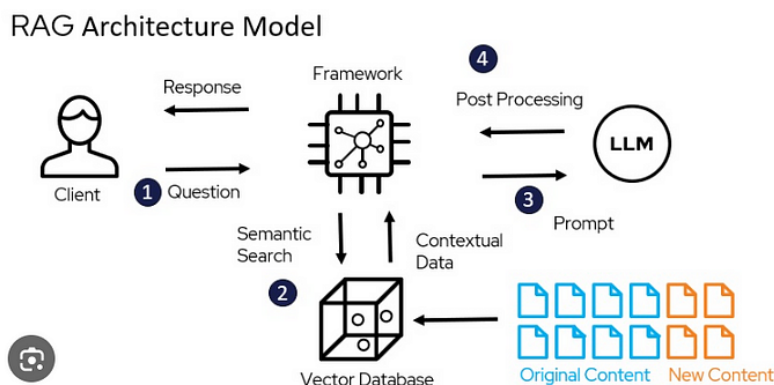 RAG Architecture Model
4
Framework
Response
Post Processing
LLM
Client
1 Question
3
Prompt
Semantic
Search
Contextual
Data
2
Vector Database
Original Content New Content